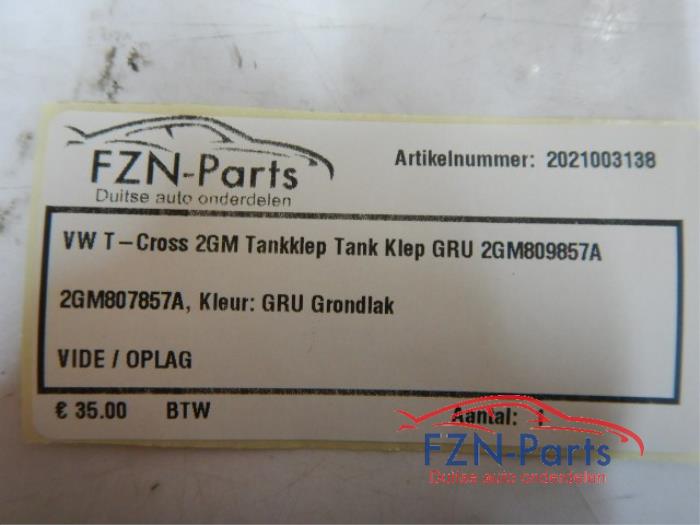 FZN-Parts
Duitse auto onderdelen
Artikelnummer: 2021003138
VW T-Cross 2GM Tankklep Tank Klep GRU 2GM809857A
2GM807857A, Kleur: GRU Grondlak
VIDE / OPLAG
€ 35.00 BTW Aantal: 1
FZN-Parts
Duitse auto onderdelen